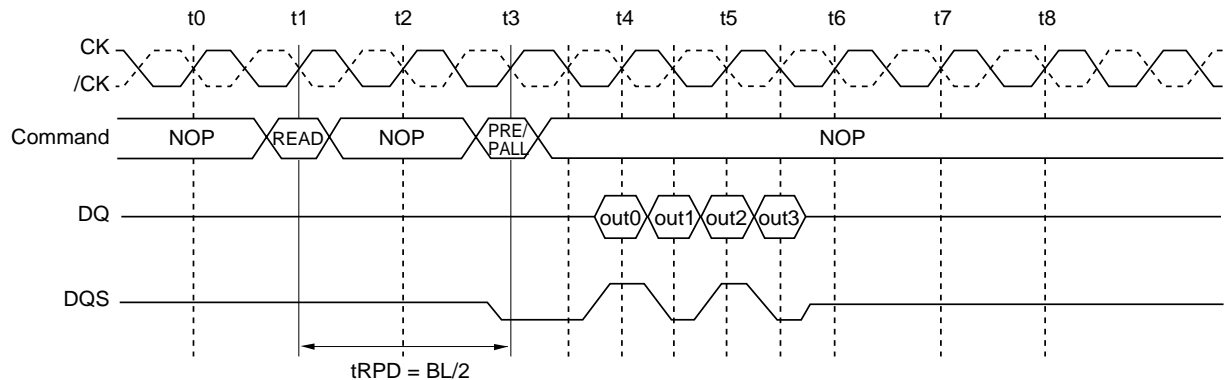 t0 t1 t2 t3 t4 t5 t6 t7 t8
CK
/CK
Command NOP READ NOP PRE/
PALL NOP
DQ out0 out1 out2 out3
DQS
tRPD = BL/2